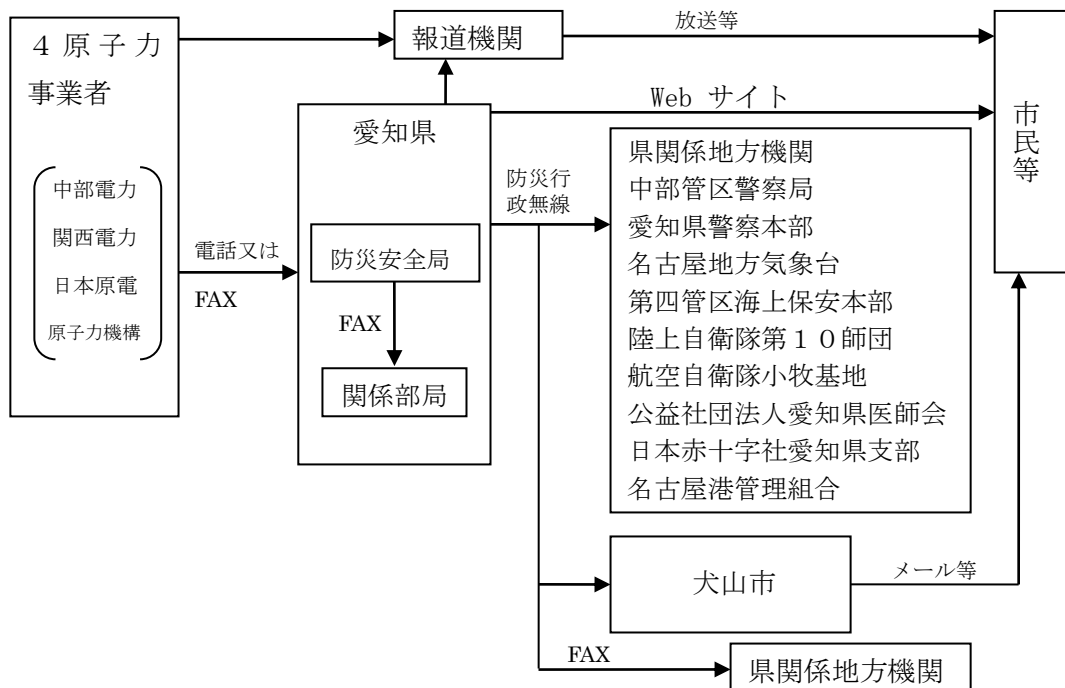 ４原子力
事業者
中部電力
関西電力
日本原電
原子力機構
電話又は
FAX
報道機関
放送等
愛知県
防災安全局
FAX
関係部局
Web サイト
防災行
政無線
県関係地方機関
中部管区警察局
愛知県警察本部
名古屋地方気象台
第四管区海上保安本部
陸上自衛隊第１０師団
航空自衛隊小牧基地
公益社団法人愛知県医師会
日本赤十字社愛知県支部
名古屋港管理組合
犬山市
メール等
FAX
県関係地方機関
市民等